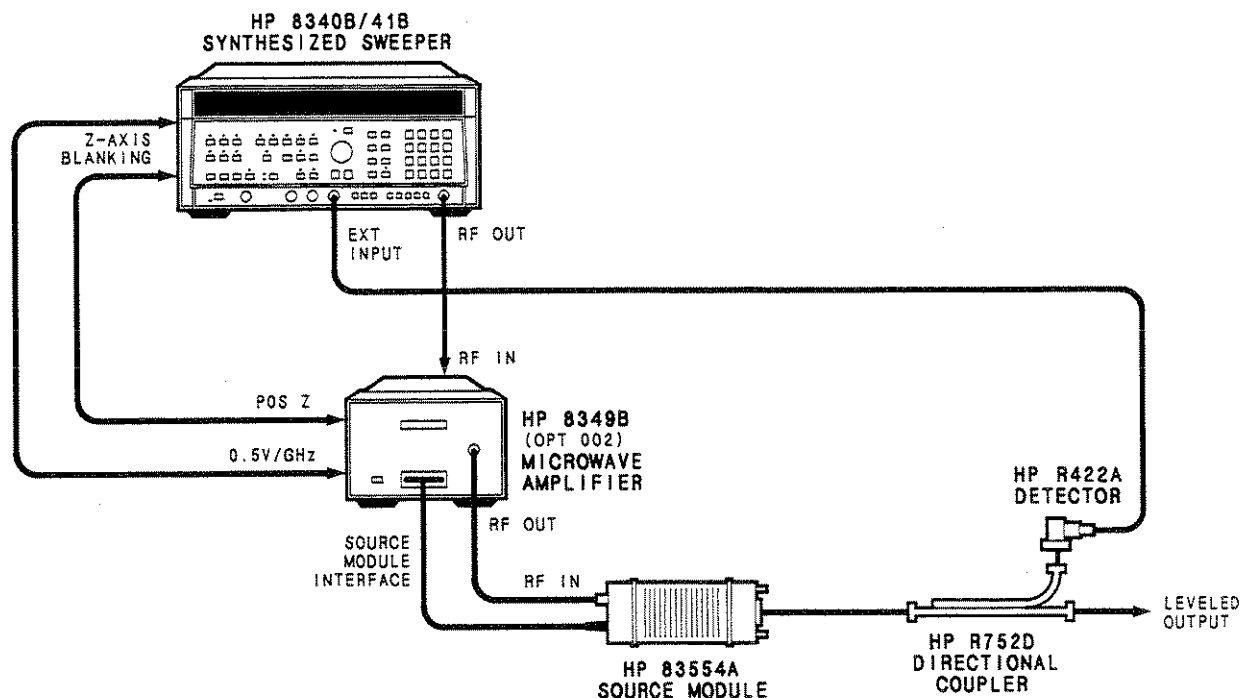 HP 8340B/41B
SYNTHESIZED SWEEPER
Z-AXIS
BLANKING
EXT
INPUT
RF OUT
RF IN
POS Z
0.5V/GHz
HP 8349B
(OPT 002)
MICROWAVE
AMPLIFIER
HP R422A
DETECTOR
RF OUT
SOURCE
MODULE
INTERFACE
RF IN
LEVELED
OUTPUT
HP R752D
DIRECTIONAL
COUPLER
HP 83554A
SOURCE MODULE